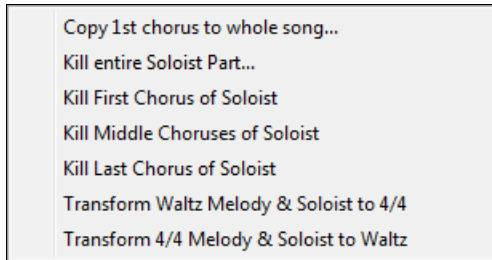 Copy 1st chorus to whole song...
Kill entire Soloist Part...
Kill First Chorus of Soloist
Kill Middle Choruses of Soloist
Kill Last Chorus of Soloist
Transform Waltz Melody & Soloist to 4/4
Transform 4/4 Melody & Soloist to Waltz